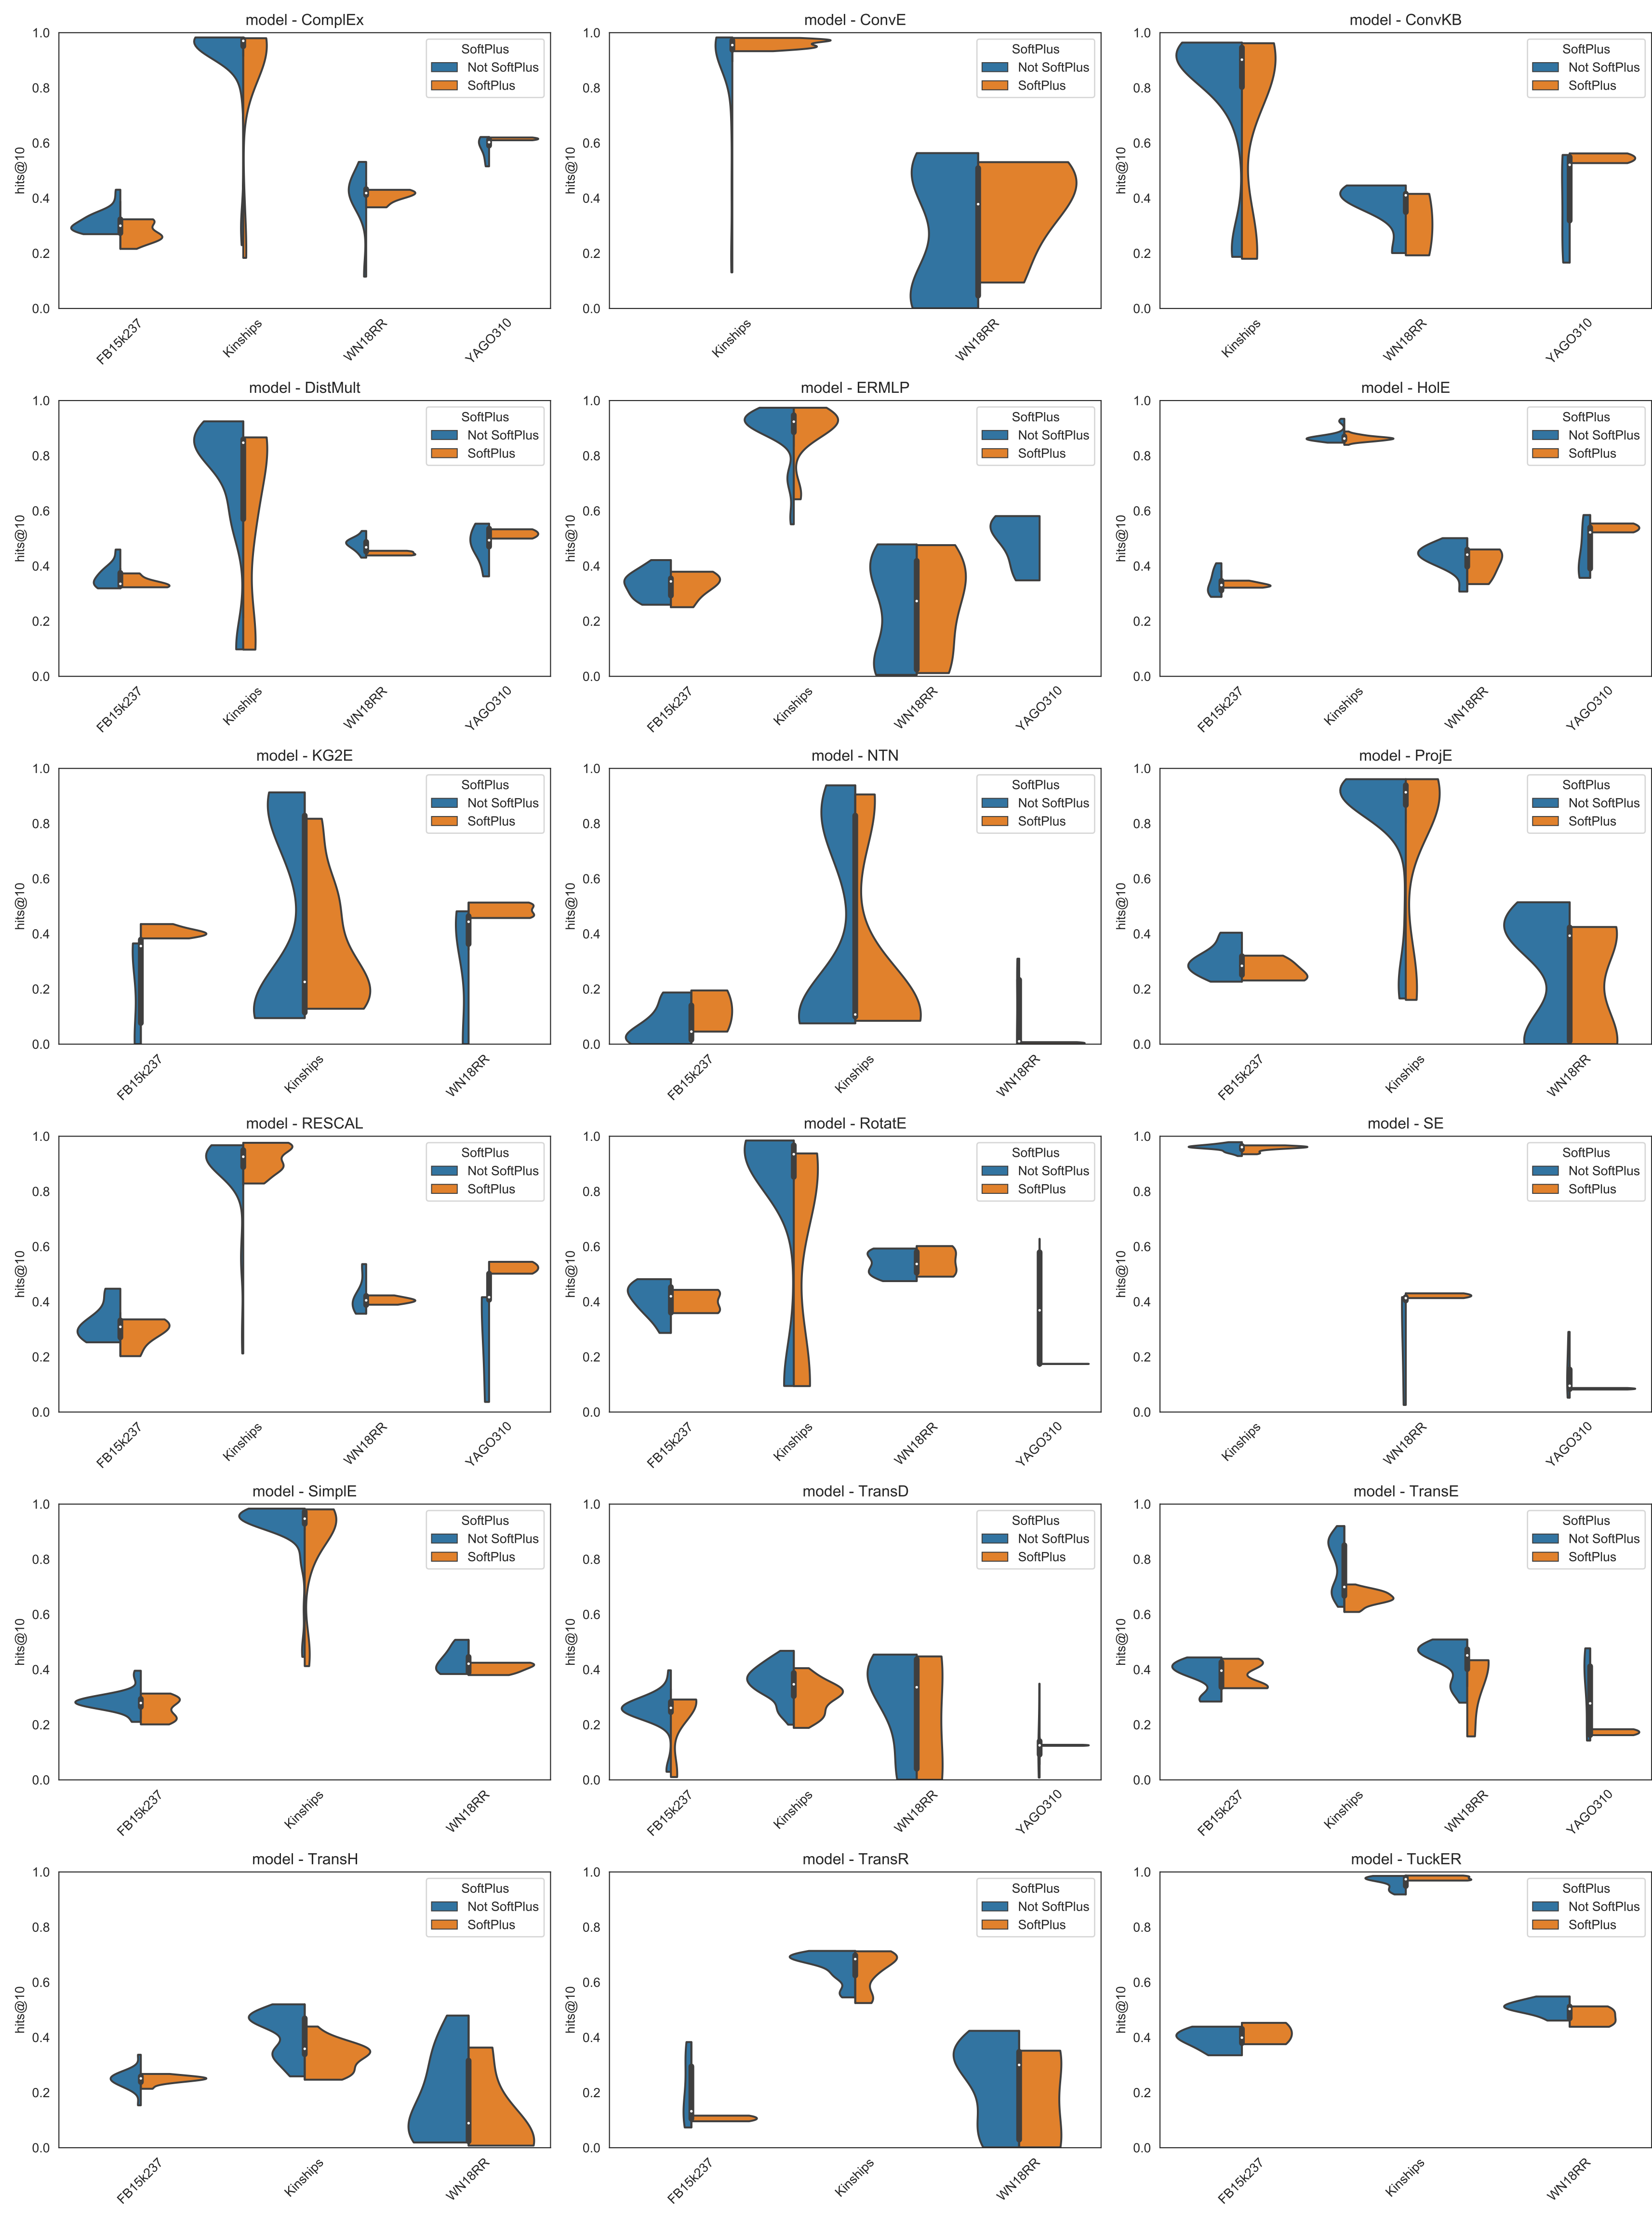 model - ComplEx
hits@10
1.0
0.8
0.6
0.4
0.2
0.0
SoftPlus
Not SoftPlus
SoftPlus
FB15k237
Kinships
WN18RR
YAGO310
model - ConvE
hits@10
1.0
0.8
0.6
0.4
0.2
0.0
SoftPlus
Not SoftPlus
SoftPlus
Kinships
WN18RR
model - ConvKB
hits@10
1.0
0.8
0.6
0.4
0.2
0.0
SoftPlus
Not SoftPlus
SoftPlus
Kinships
WN18RR
YAGO310
model - DistMult
hits@10
1.0
0.8
0.6
0.4
0.2
0.0
SoftPlus
Not SoftPlus
SoftPlus
FB15k237
Kinships
WN18RR
YAGO310
model - ERMLP
hits@10
1.0
0.8
0.6
0.4
0.2
0.0
SoftPlus
Not SoftPlus
SoftPlus
FB15k237
Kinships
WN18RR
YAGO310
model - HolE
hits@10
1.0
0.8
0.6
0.4
0.2
0.0
SoftPlus
Not SoftPlus
SoftPlus
FB15k237
Kinships
WN18RR
YAGO310
model - KG2E
hits@10
1.0
0.8
0.6
0.4
0.2
0.0
SoftPlus
Not SoftPlus
SoftPlus
FB15k237
Kinships
WN18RR
model - NTN
hits@10
1.0
0.8
0.6
0.4
0.2
0.0
SoftPlus
Not SoftPlus
SoftPlus
FB15k237
Kinships
WN18RR
model - ProjE
hits@10
1.0
0.8
0.6
0.4
0.2
0.0
SoftPlus
Not SoftPlus
SoftPlus
FB15k237
Kinships
WN18RR
model - RESCAL
hits@10
1.0
0.8
0.6
0.4
0.2
0.0
SoftPlus
Not SoftPlus
SoftPlus
FB15k237
Kinships
WN18RR
YAGO310
model - RotatE
hits@10
1.0
0.8
0.6
0.4
0.2
0.0
SoftPlus
Not SoftPlus
SoftPlus
FB15k237
Kinships
WN18RR
YAGO310
model - SE
hits@10
1.0
0.8
0.6
0.4
0.2
0.0
SoftPlus
Not SoftPlus
SoftPlus
Kinships
WN18RR
YAGO310
model - SimplE
hits@10
1.0
0.8
0.6
0.4
0.2
0.0
SoftPlus
Not SoftPlus
SoftPlus
FB15k237
Kinships
WN18RR
model - TransD
hits@10
1.0
0.8
0.6
0.4
0.2
0.0
SoftPlus
Not SoftPlus
SoftPlus
FB15k237
Kinships
WN18RR
YAGO310
model - TransE
hits@10
1.0
0.8
0.6
0.4
0.2
0.0
SoftPlus
Not SoftPlus
SoftPlus
FB15k237
Kinships
WN18RR
YAGO310
model - TransH
hits@10
1.0
0.8
0.6
0.4
0.2
0.0
SoftPlus
Not SoftPlus
SoftPlus
FB15k237
Kinships
WN18RR
model - TransR
hits@10
1.0
0.8
0.6
0.4
0.2
0.0
SoftPlus
Not SoftPlus
SoftPlus
FB15k237
Kinships
WN18RR
model - TuckER
hits@10
1.0
0.8
0.6
0.4
0.2
0.0
SoftPlus
Not SoftPlus
SoftPlus
FB15k237
Kinships
WN18RR